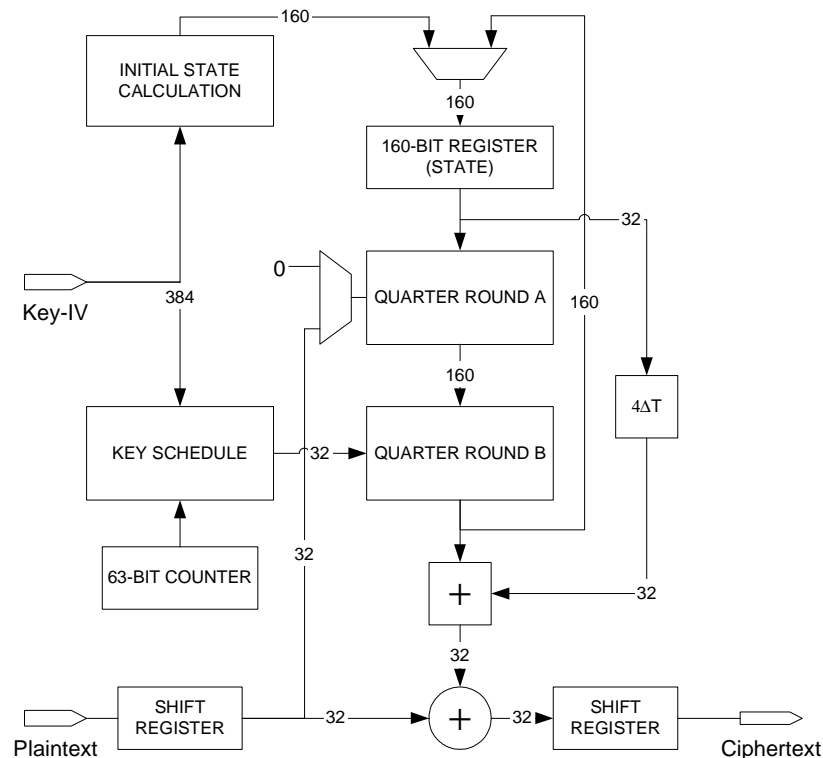 160
INITIAL STATE
CALCULATION
160
160-BIT REGISTER
(STATE)
32
0
QUARTER ROUND A
Key-IV
384
160
160
4ΔT
KEY SCHEDULE
32
QUARTER ROUND B
32
63-BIT COUNTER
+
32
32
SHIFT
REGISTER
32
+
32
SHIFT
REGISTER
Plaintext
Ciphertext